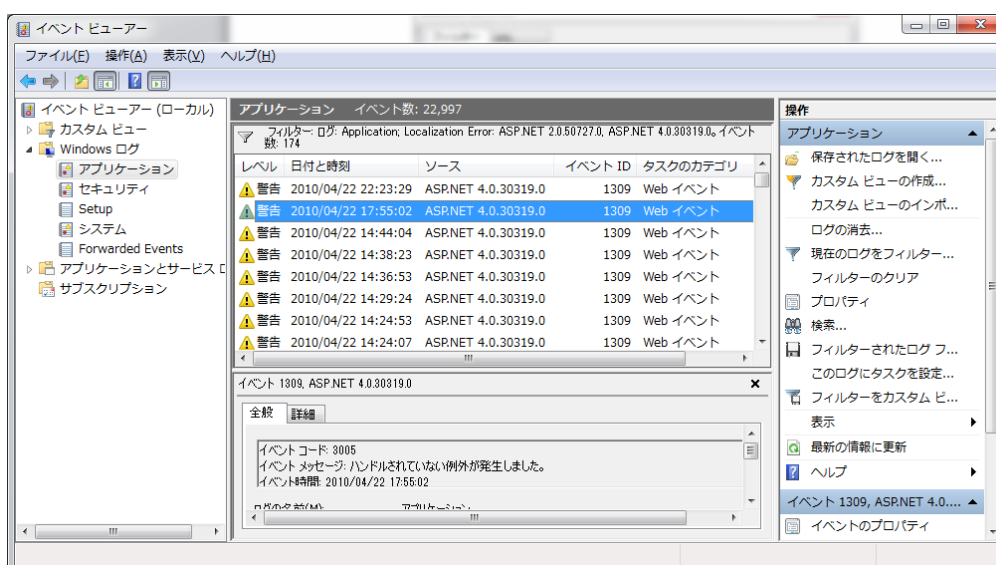 イベント ビューアー
ファイル(F) 操作(A) 表示(V) ヘルプ(H)
イベント ビューアー (ローカル)
カスタム ビュー
Windows ログ
アプリケーション
セキュリティ
Setup
システム
Forwarded Events
アプリケーションとサービス ロ
サブスクリプション
アプリケーション イベント数: 22,997
フィルター: ログ: Application; Localization Error: ASP.NET 2.0.50727.0, ASP.NET 4.0.30319.0。イベント
数: 174
レベル 日付と時刻 ソース イベント ID タスクのカテゴリ
警告 2010/04/22 22:23:29 ASP.NET 4.0.30319.0 1309 Web イベント
警告 2010/04/22 17:55:02 ASP.NET 4.0.30319.0 1309 Web イベント
警告 2010/04/22 14:44:04 ASP.NET 4.0.30319.0 1309 Web イベント
警告 2010/04/22 14:38:23 ASP.NET 4.0.30319.0 1309 Web イベント
警告 2010/04/22 14:36:53 ASP.NET 4.0.30319.0 1309 Web イベント
警告 2010/04/22 14:29:24 ASP.NET 4.0.30319.0 1309 Web イベント
警告 2010/04/22 14:24:53 ASP.NET 4.0.30319.0 1309 Web イベント
警告 2010/04/22 14:24:07 ASP.NET 4.0.30319.0 1309 Web イベント
イベント 1309, ASP.NET 4.0.30319.0
全般 詳細
イベント コード: 3005
イベント メッセージ: ハンドルされていない例外が発生しました。
イベント時間: 2010/04/22 17:55:02
ログの名前(M): アプリケーション
操作
アプリケーション
保存されたログを開く...
カスタム ビューの作成...
カスタム ビューのインポ...
ログの消去...
現在のログをフィルター...
フィルターのクリア
プロパティ
検索...
フィルターされたログ フ...
このログにタスクを設定...
フィルターをカスタム ビ...
表示
最新の情報に更新
ヘルプ
イベント 1309, ASP.NET 4.0....
イベントのプロパティ